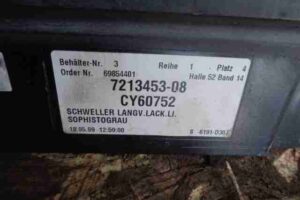 Behälter-Nr. 3 Reihe 1 Platz 4
Order Nr. 69854401 Halle 52 Band 14
7213453-08
CY60752
SCHWELLER LANGV.LACK.LI.
SOPHISTOGRAU
18.05.09 -12:50:00